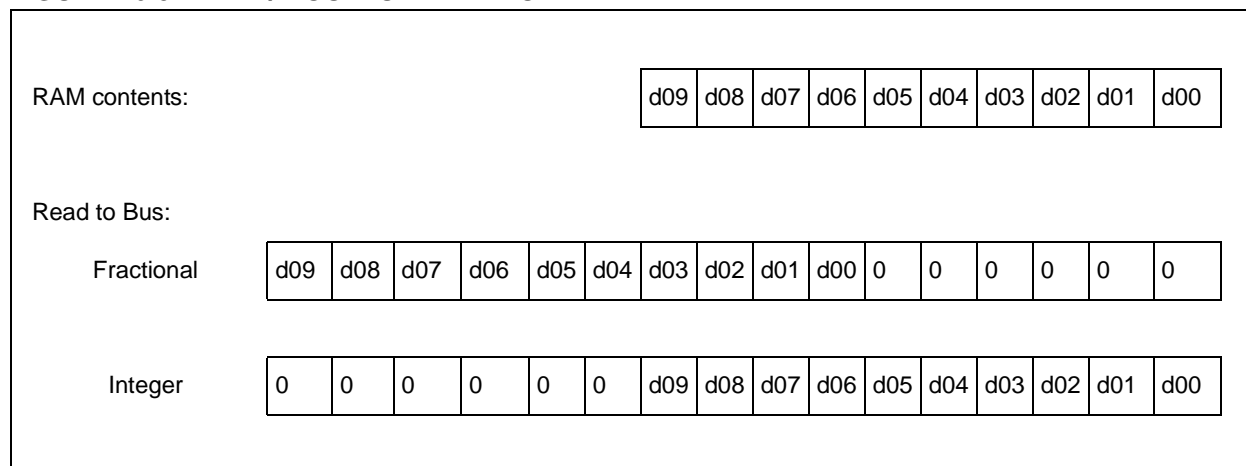 RAM contents: d09 d08 d07 d06 d05 d04 d03 d02 d01 d00
Read to Bus:
Fractional d09 d08 d07 d06 d05 d04 d03 d02 d01 d00 0 0 0 0 0 0
Integer 0 0 0 0 0 0 d09 d08 d07 d06 d05 d04 d03 d02 d01 d00